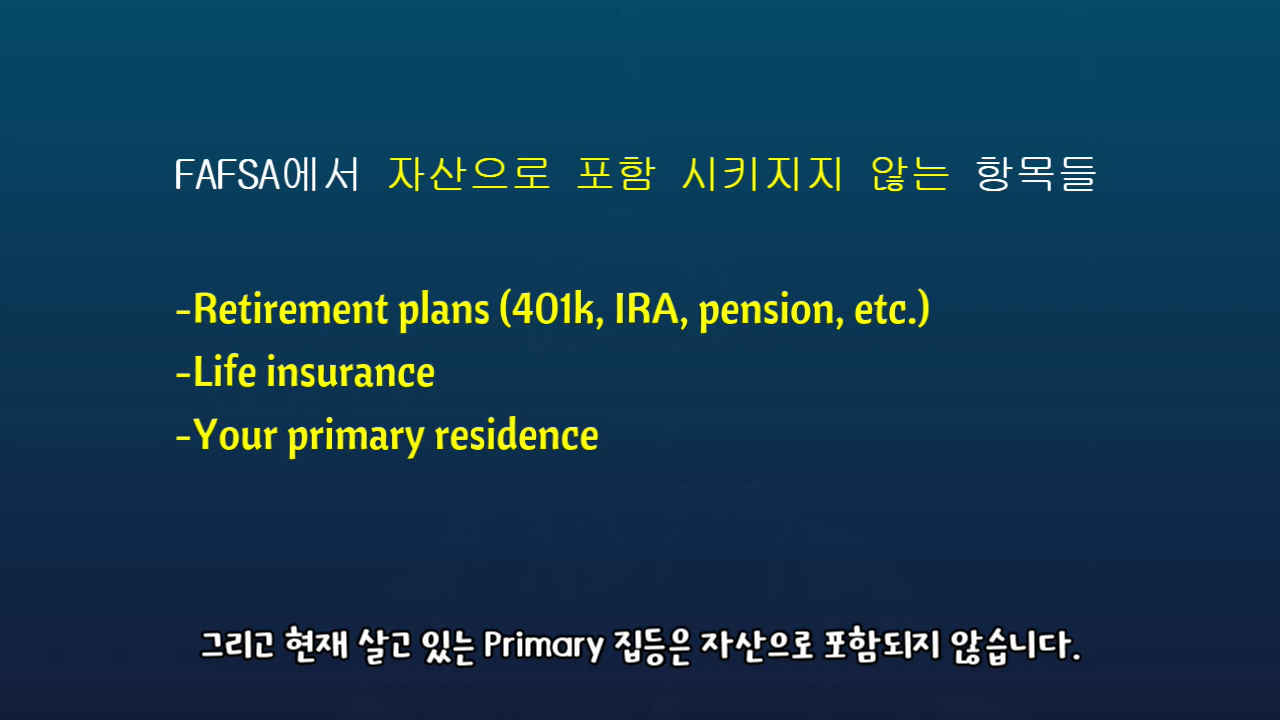 FAFSA에서 자산으로 포함 시키지지 않는 항목들
-Retirement plans (401k, IRA, pension, etc.)
-Life insurance
-Your primary residence
그리고 현재 살고 있는 Primary 집등은 자산으로 포함되지 않습니다.